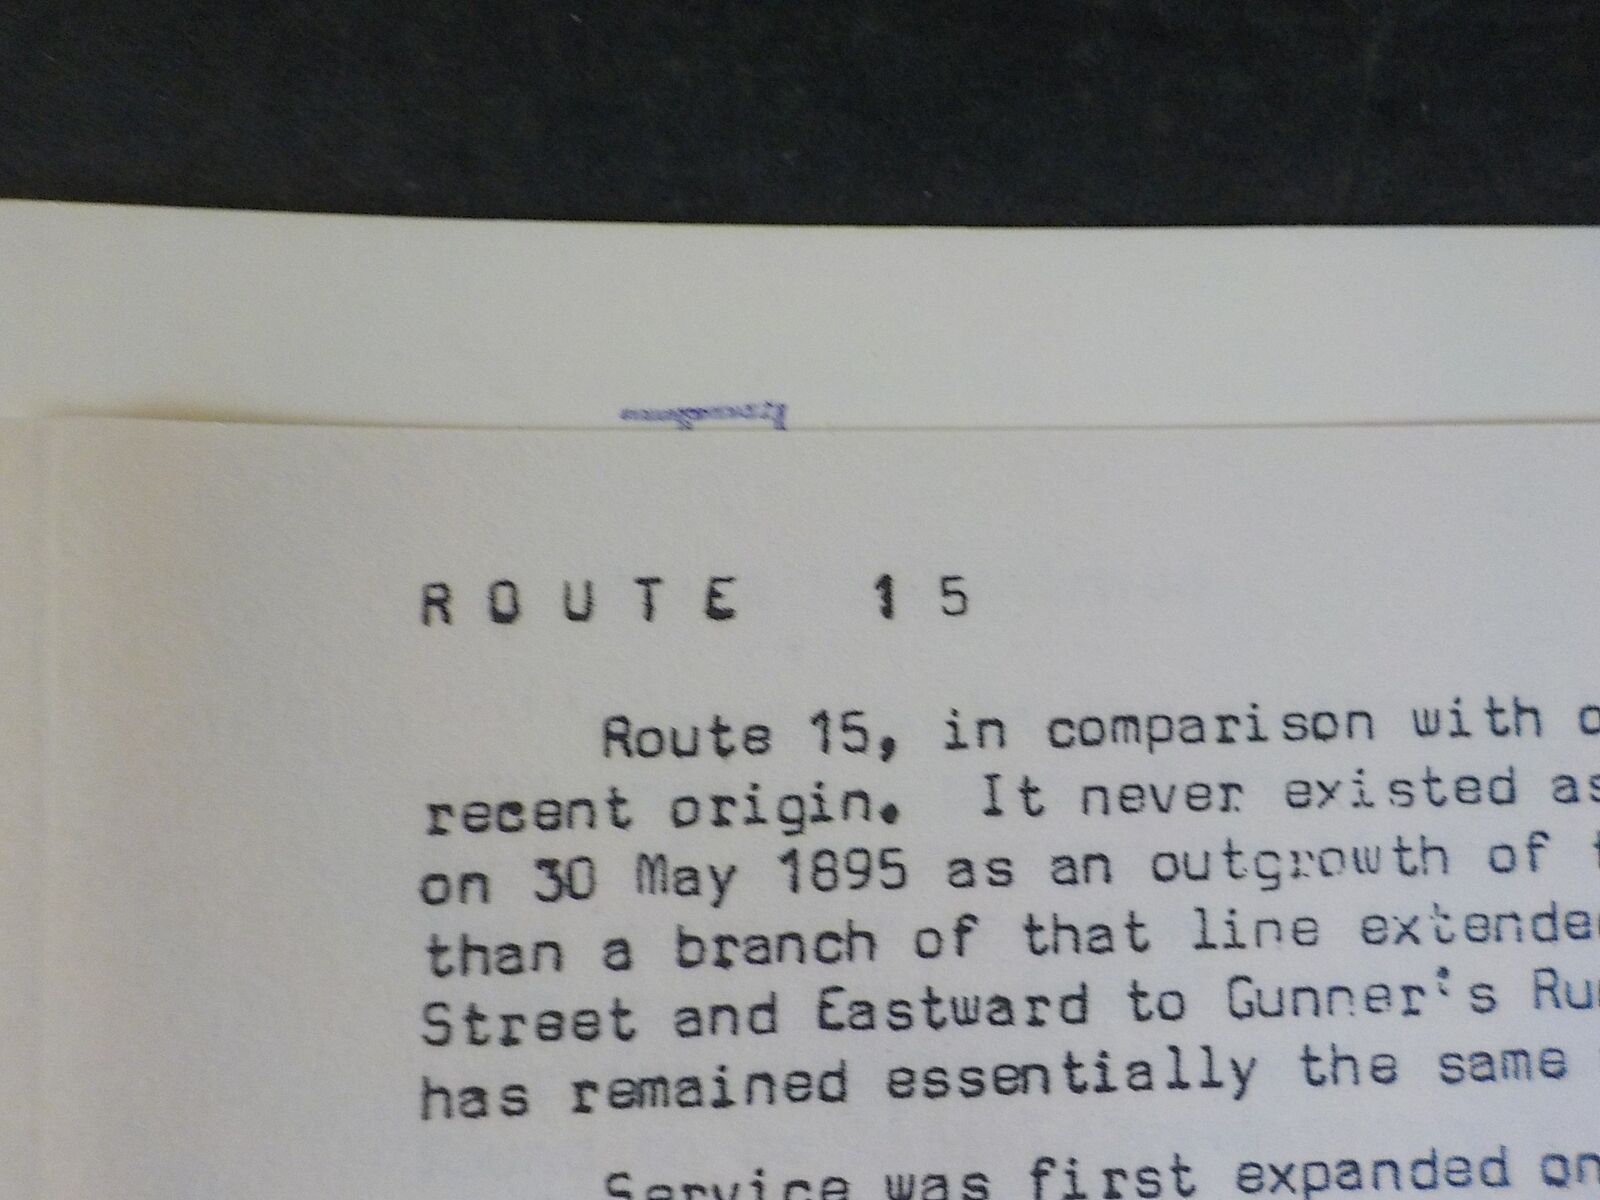 ROUTE 15
Route 15, in comparison with
recent origin. It never existed as
on 30 May 1895 as an outgrowth of
than a branch of that line extended
Street and Eastward to Gunner's Run
has remained essentially the same
Service was first expanded on